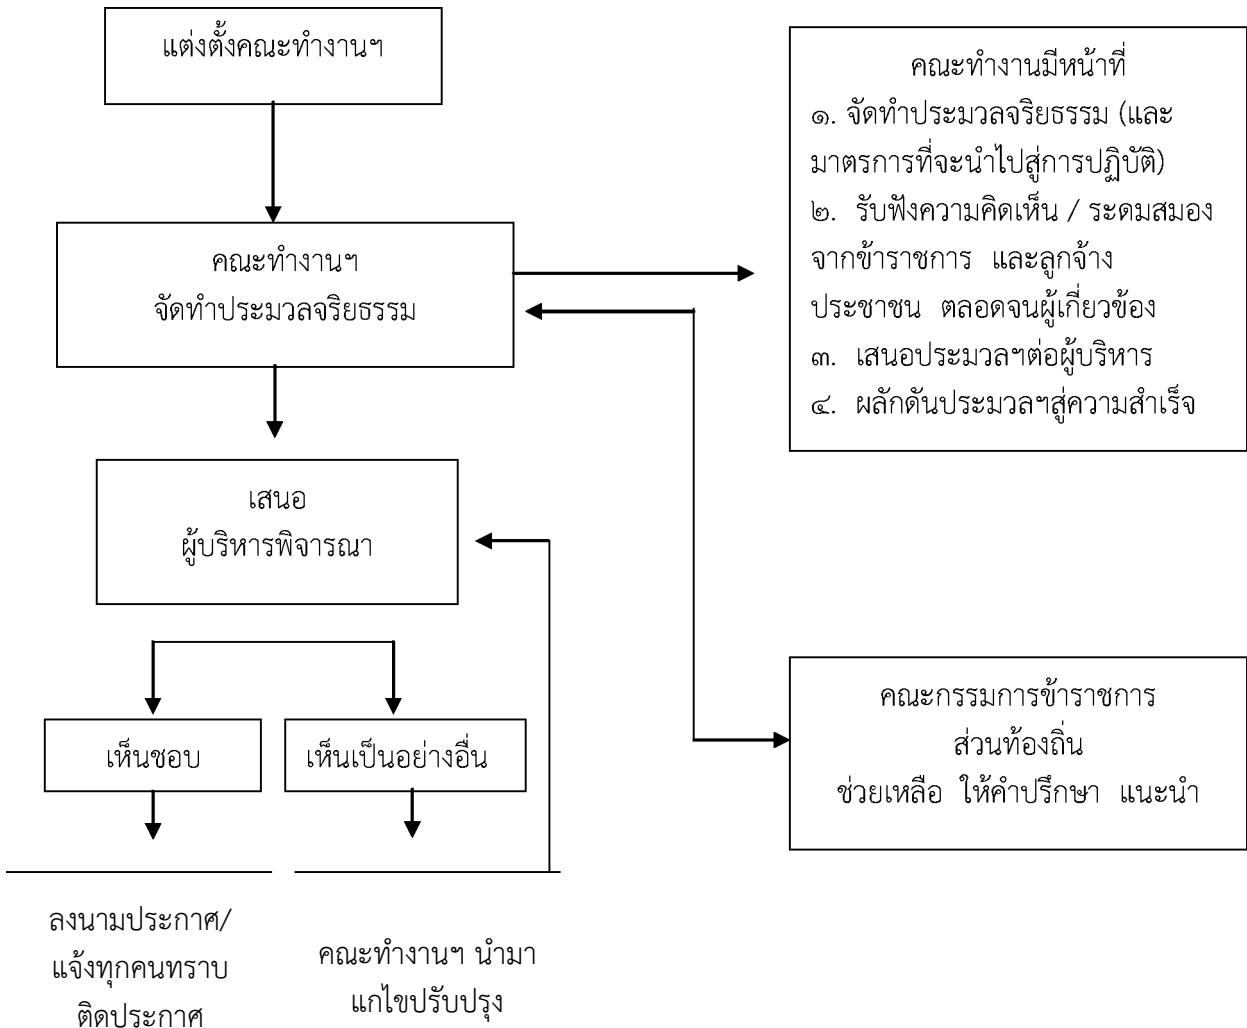 แต่งตั้งคณะทำงานฯ
คณะทำงานฯ
จัดทำประมวลจริยธรรม
คณะทำงานมีหน้าที่
๑. จัดทำประมวลจริยธรรม (และ
มาตรการที่จะนำไปสู่การปฏิบัติ)
๒. รับฟังความคิดเห็น / ระดมสมอง
จากข้าราชการ และลูกจ้าง
ประชาชน ตลอดจนผู้เกี่ยวข้อง
๓. เสนอประมวลฯต่อผู้บริหาร
๔. ผลักดันประมวลฯสู่ความสำเร็จ
เสนอ
ผู้บริหารพิจารณา
เห็นชอบ
เห็นเป็นอย่างอื่น
คณะกรรมการข้าราชการ
ส่วนท้องถิ่น
ช่วยเหลือ ให้คำปรึกษา แนะนำ
ลงนามประกาศ/
แจ้งทุกคนทราบ
ติดประกาศ
คณะทำงานฯ นำมา
แกไขปรับปรุง